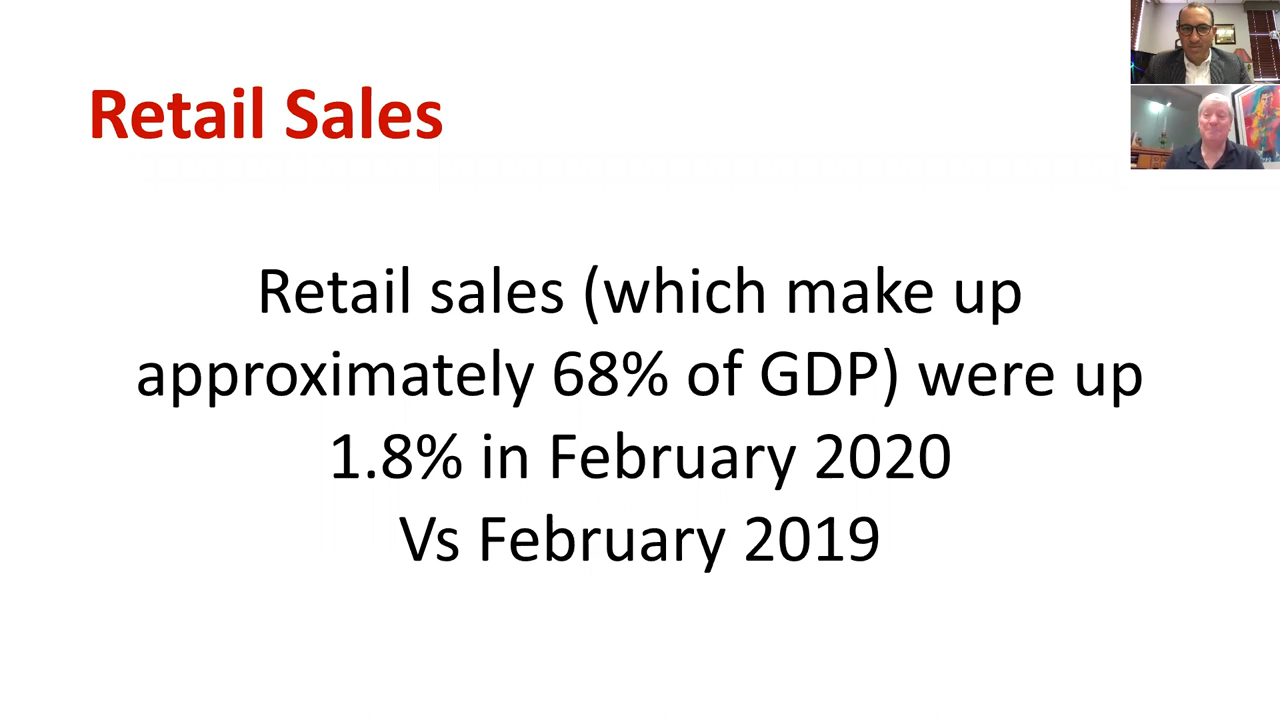 Retail Sales
Retail sales (which make up
approximately 68% of GDP) were up
1.8% in February 2020
Vs February 2019